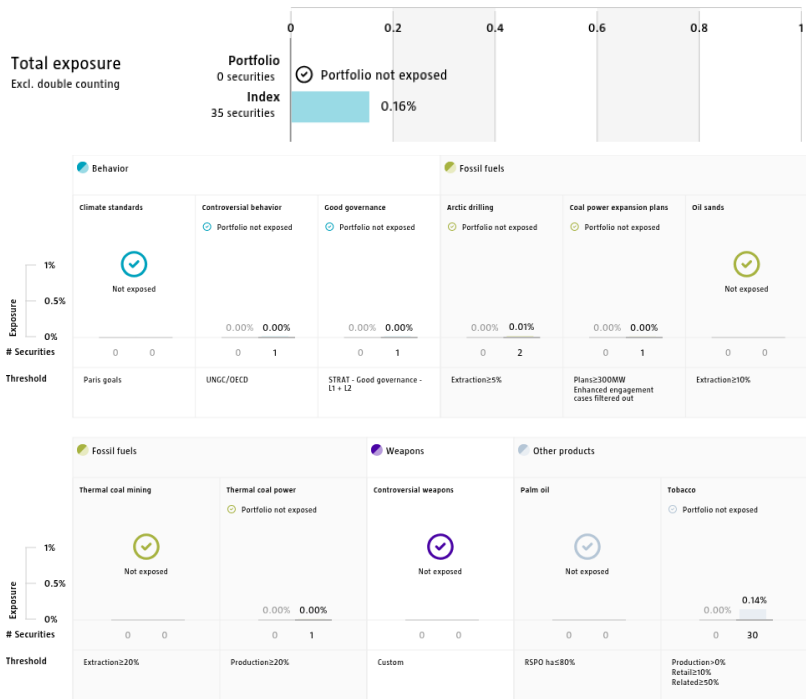 0 0.2 0.4 0.6 0.8 1
Total exposure
Excl. double counting
Portfolio
0 securities
Portfolio not exposed
Index
35 securities
0.16%
Behavior
Fossil fuels
Climate standards
Controversial behavior
Good governance
Arctic drilling
Coal power expansion plans
Oil sands
Portfolio not exposed
Portfolio not exposed
Portfolio not exposed
Portfolio not exposed
Not exposed
Not exposed
Exposure
1%
0.5%
0%
0.00% 0.00%
0.00% 0.00%
0.00% 0.01%
0.00% 0.00%
# Securities
0 0
0 1
0 1
0 2
0 1
0 0
Threshold
Paris goals
UNGC/OECD
STRAT - Good governance -
L1 + L2
Extraction≥5%
Plans≥300MW
Enhanced engagement
cases filtered out
Extraction≥10%
Fossil fuels
Weapons
Other products
Thermal coal mining
Thermal coal power
Controversial weapons
Palm oil
Tobacco
Portfolio not exposed
Portfolio not exposed
Not exposed
Not exposed
Not exposed
Exposure
1%
0.5%
0%
0.00% 0.00%
0.00% 0.14%
# Securities
0 0
0 1
0 0
0 0
0 30
Threshold
Extraction≥20%
Production≥20%
Custom
RSPO ha≤80%
Production>0%
Retail≥10%
Related≥50%